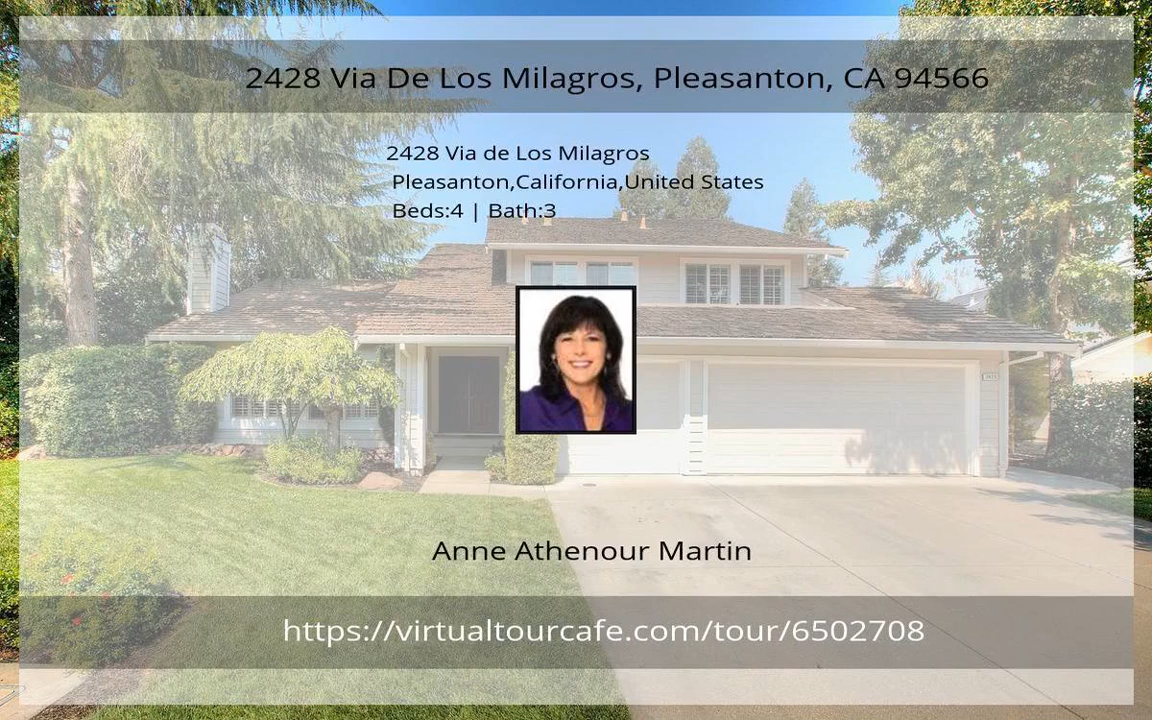 2428 Via De Los Milagros, Pleasanton, CA 94566
2428 Via de Los Milagros
Pleasanton,California,United States
Beds:4 | Bath:3
Anne Athenour Martin
https://virtualtourcafe.com/tour/6502708